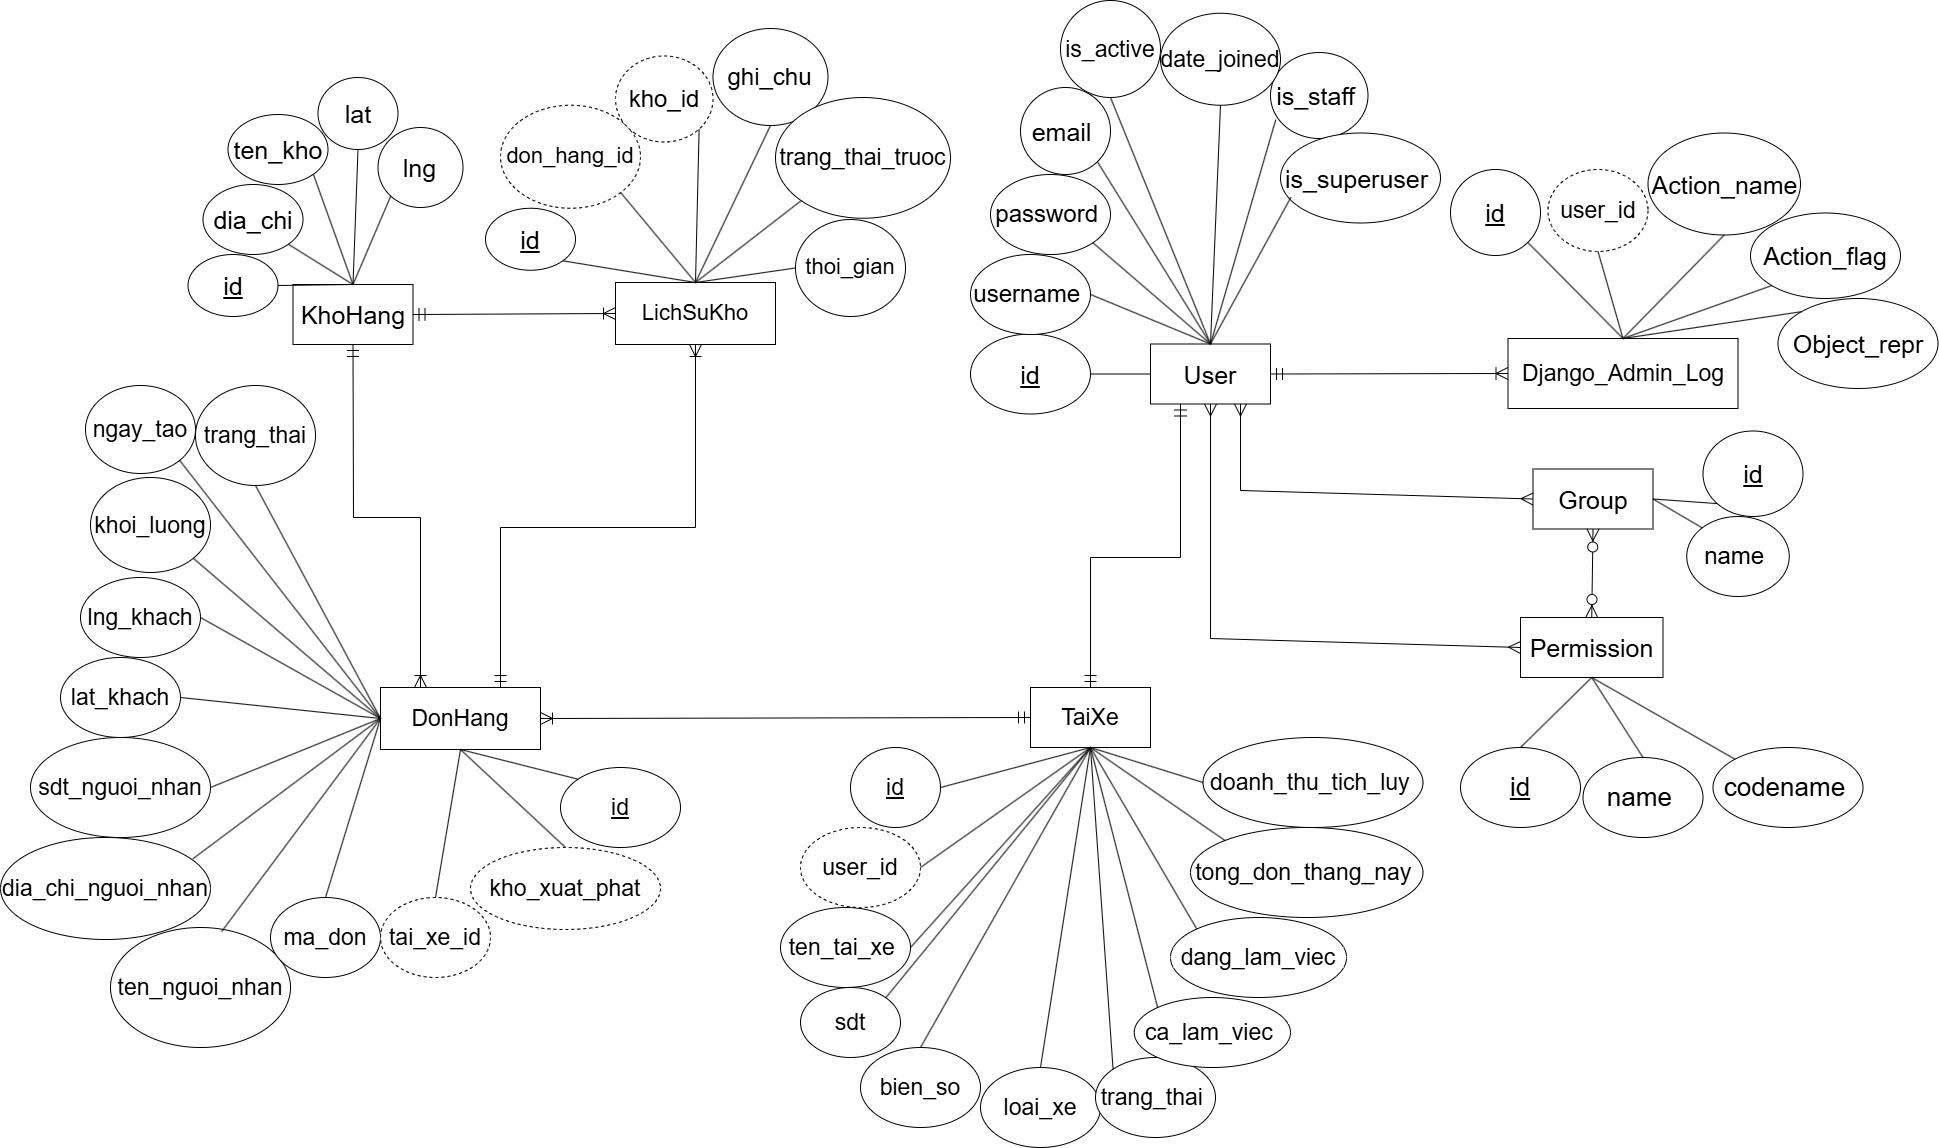 is_active
date_joined
is_staff
email
is_superuser
password
username
id
User
ghi_chu
kho_id
don_hang_id
trang_thai_truoc
id
thoi_gian
LichSuKho
lat
ten_kho
lng
dia_chi
id
KhoHang
id
user_id
Action_name
Action_flag
Object_repr
Django_Admin_Log
id
Group
name
Permission
id
name
codename
ngay_tao
trang_thai
khoi_luong
lng_khach
lat_khach
sdt_nguoi_nhan
dia_chi_nguoi_nhan
ten_nguoi_nhan
ma_don
tai_xe_id
kho_xuat_phat
id
DonHang
TaiXe
id
user_id
ten_tai_xe
sdt
bien_so
loai_xe
trang_thai
ca_lam_viec
dang_lam_viec
tong_don_thang_nay
doanh_thu_tich_luy